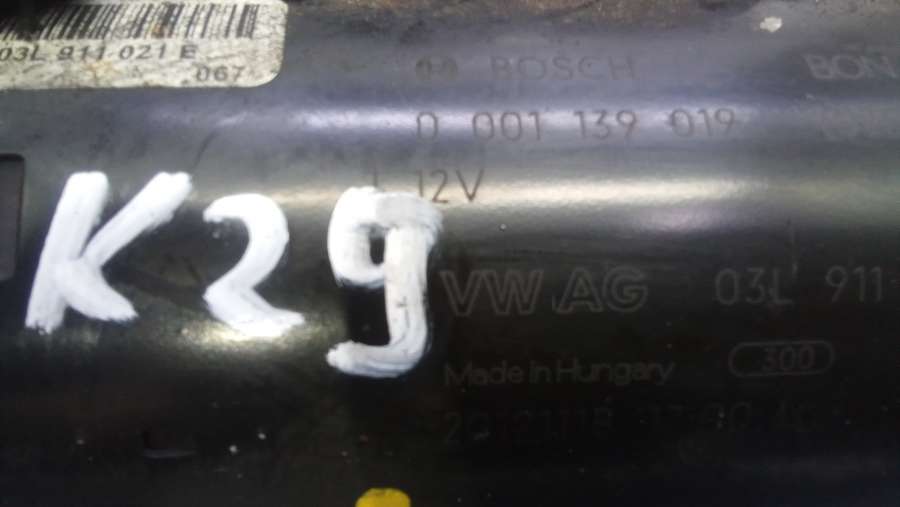 03L 911 021 E
067
BOSCH
0 001 139 019
12V
K29
VW AG 03L 911
Made in Hungary 300